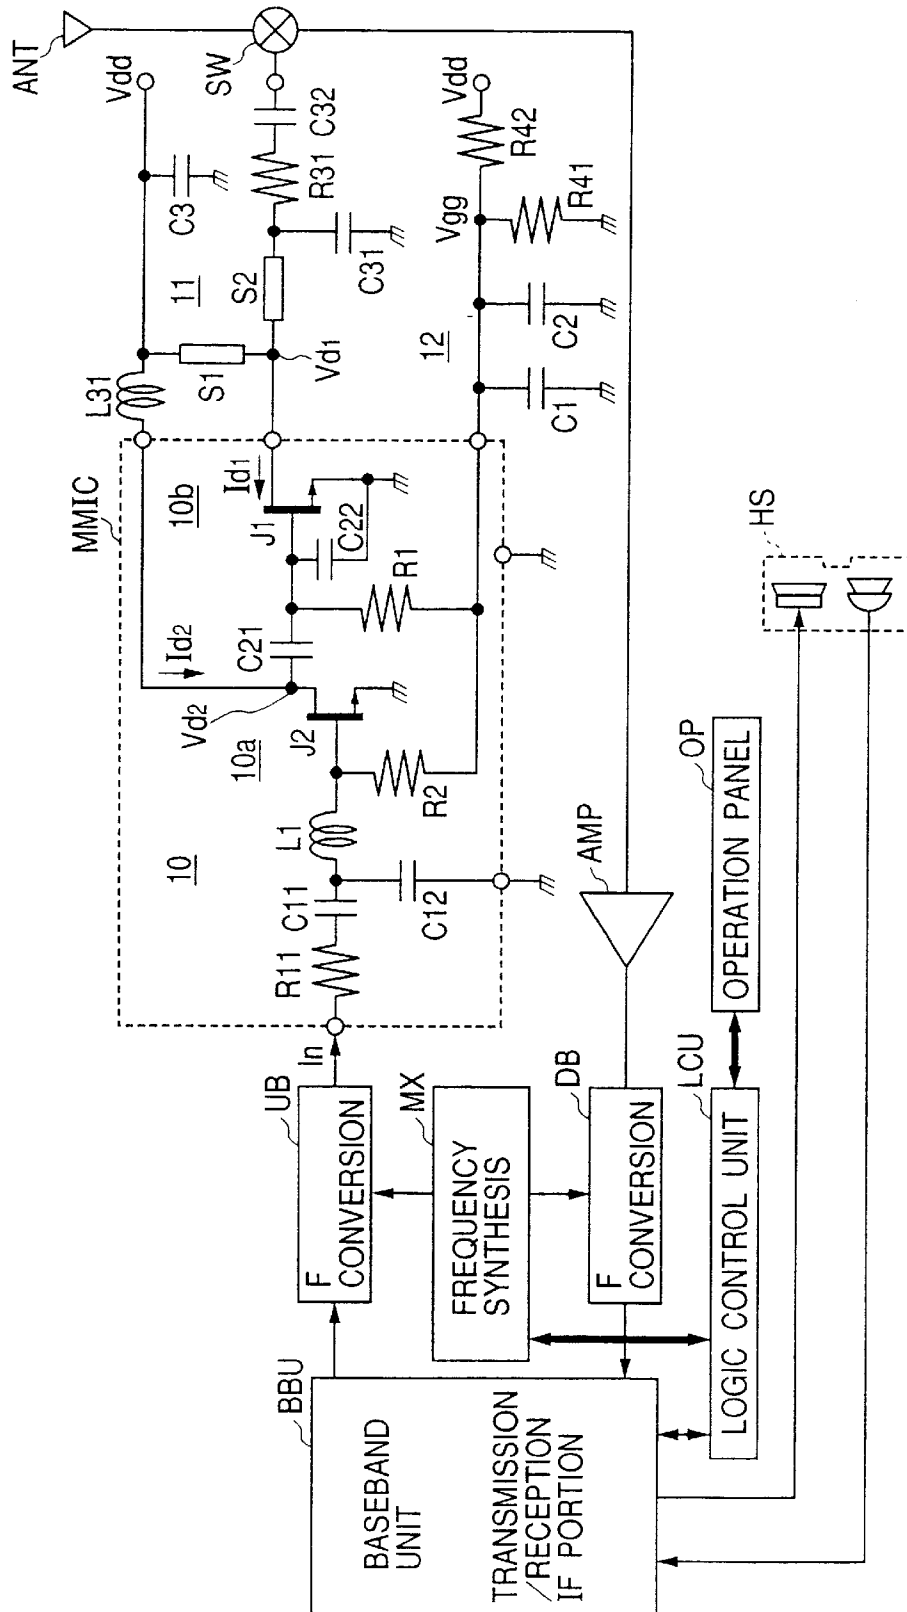 ANT
Vdd
SW
C3
C32
R31
Vdd
R42
11
S2
C31
Vgg
R41
L31
S1
Vd1
12
C1
C2
MMIC
10b
Id1
J1
C22
R1
HS
Id2
C21
Vd2
10a
J2
R2
10
L1
C11
R11
C12
AMP
OP
OPERATION PANEL
In
UB
F
CONVERSION
MX
FREQUENCY
SYNTHESIS
DB
F
CONVERSION
LCU
LOGIC CONTROL UNIT
BBU
BASEBAND
UNIT
TRANSMISSION
/RECEPTION
IF PORTION